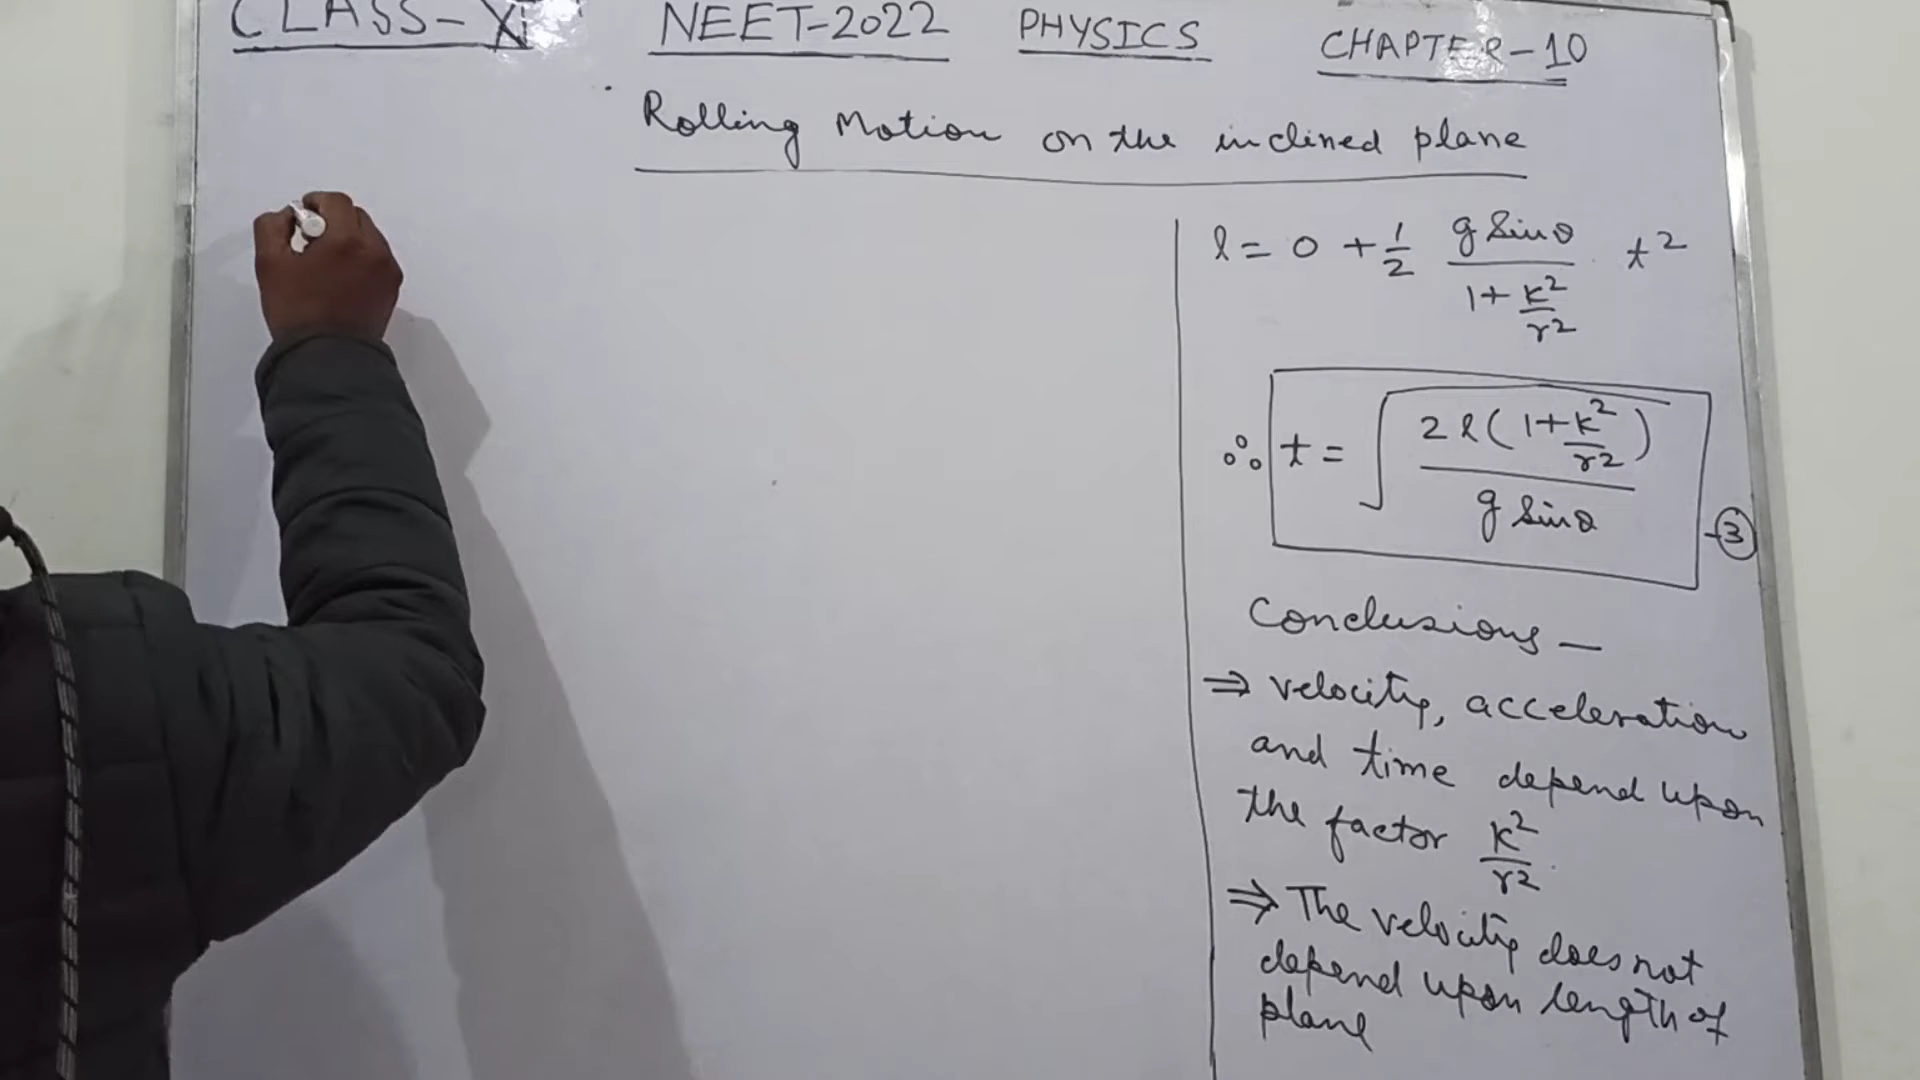 CLASS-XI NEET-2022 PHYSICS CHAPTER-10
Rolling Motion on the inclined plane
l = 0 + 1/2 g sinθ / (1 + k²/r²) t²
∴ t = √(2l(1 + k²/r²) / g sinθ) -③
Conclusions —
⇒ velocity, acceleration
and time depend upon
the factor k²/r².
⇒ The velocity does not
depend upon length of
plane